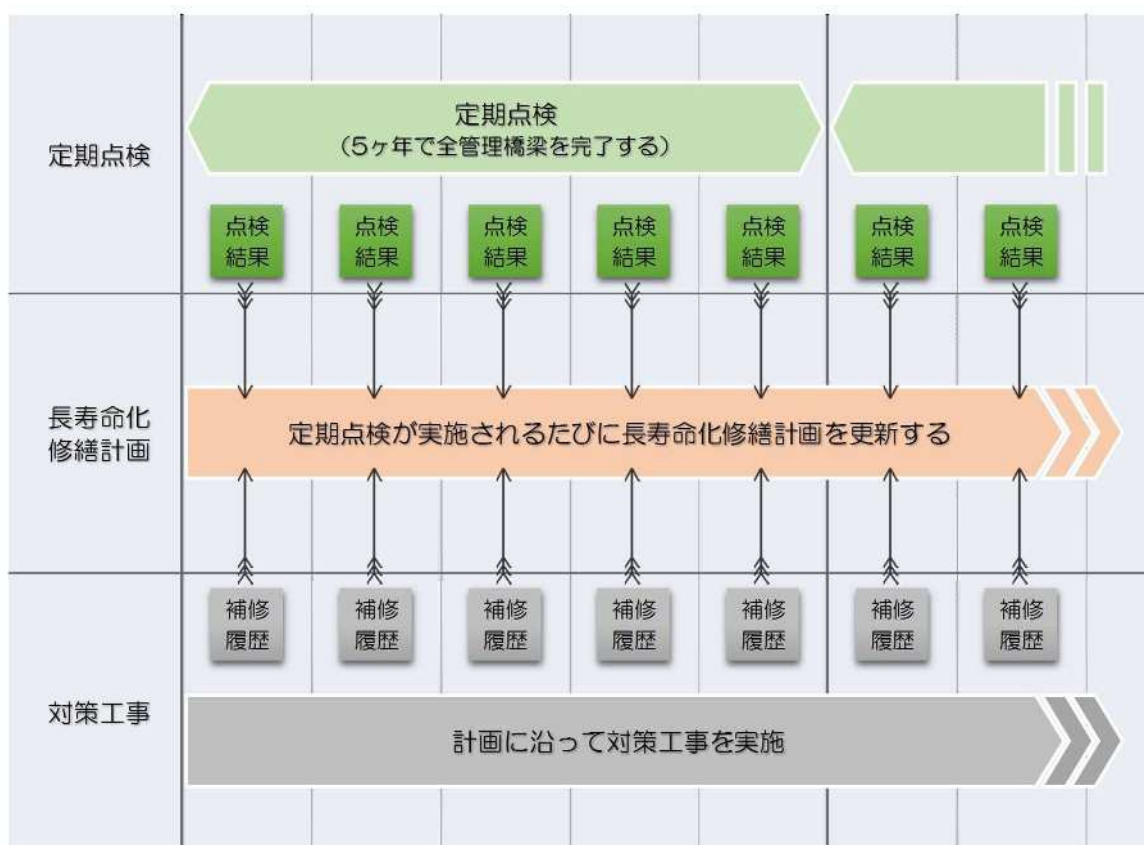 定期点検
定期点検
（5ヶ年で全管理橋梁を完了する）
点検
結果
点検
結果
点検
結果
点検
結果
点検
結果
点検
結果
点検
結果
長寿命化
修繕計画
定期点検が実施されるたびに長寿命化修繕計画を更新する
補修
履歴
補修
履歴
補修
履歴
補修
履歴
補修
履歴
補修
履歴
補修
履歴
対策工事
計画に沿って対策工事を実施